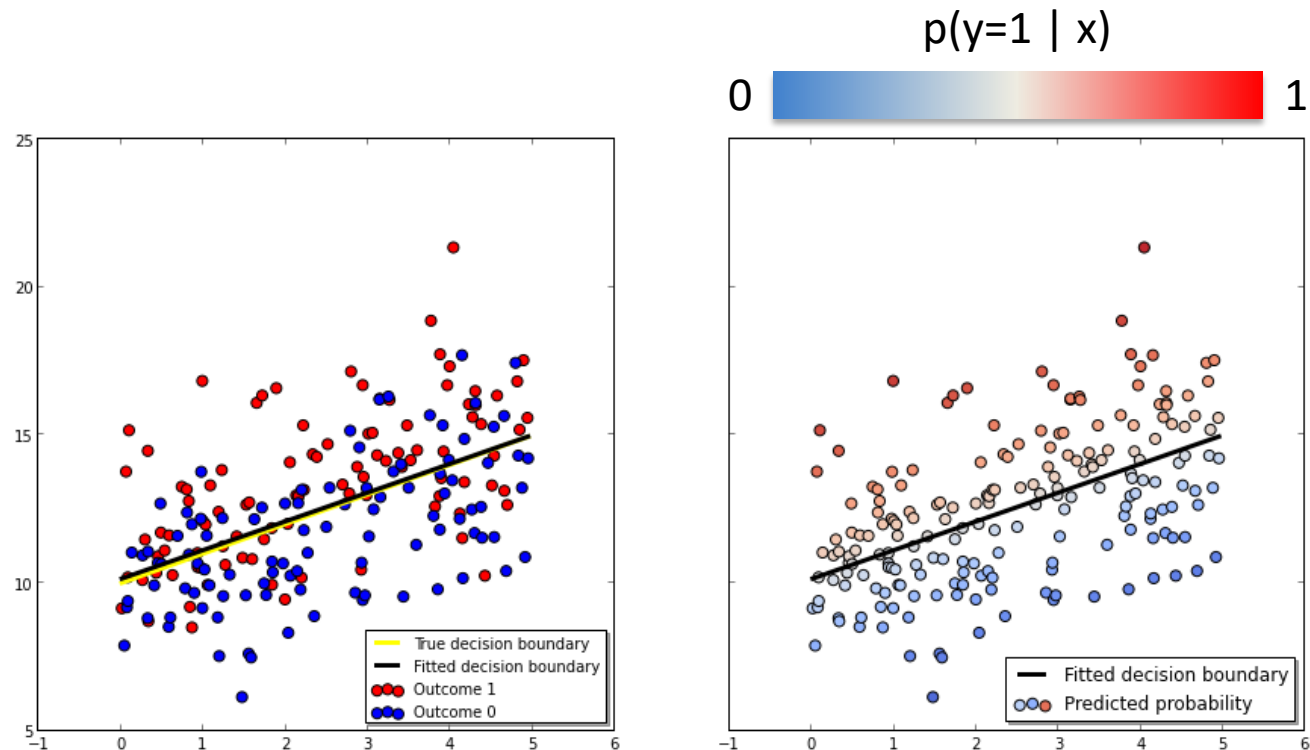 p(y=1 | x)
0 1
25
20
15
10
5
−1 0 1 2 3 4 5 6
True decision boundary
Fitted decision boundary
Outcome 1
Outcome 0
−1 0 1 2 3 4 5 6
Fitted decision boundary
Predicted probability